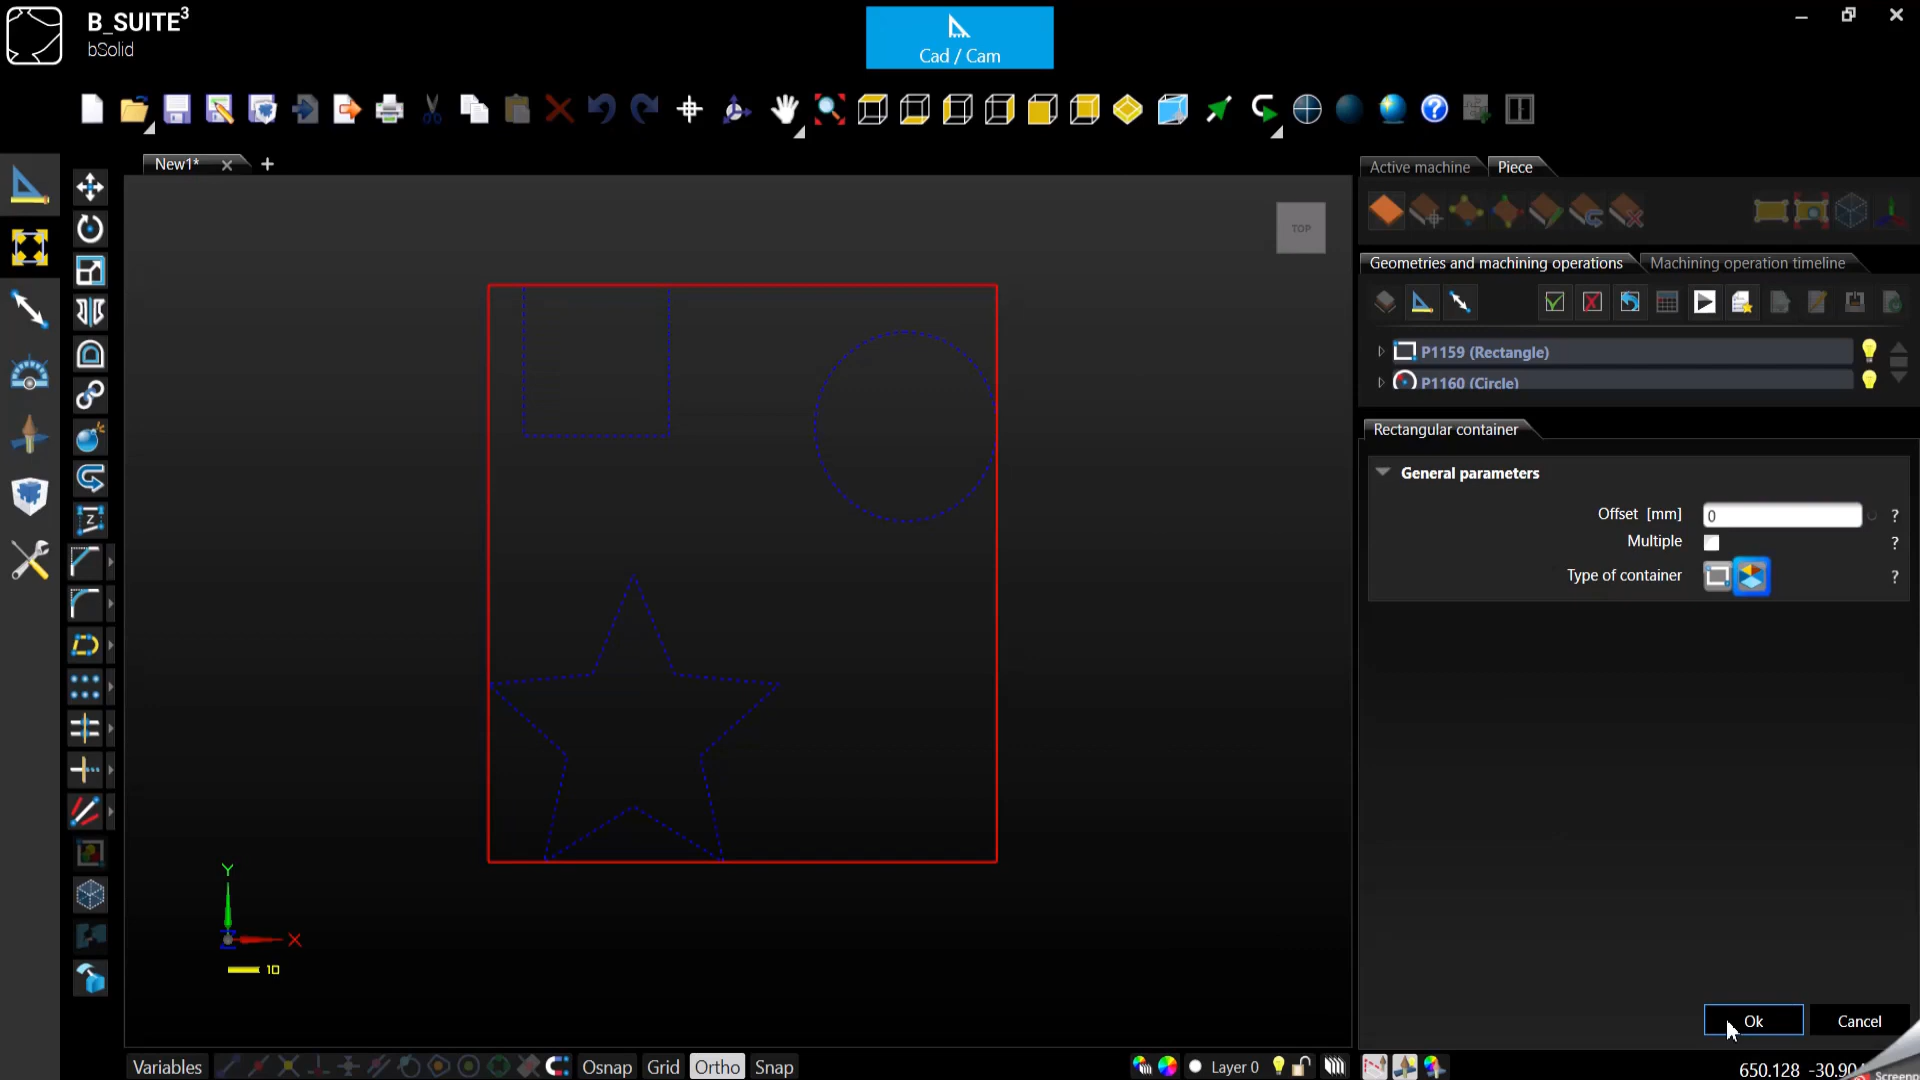 B_SUITE³
bSolid
Cad / Cam
New1*
TOP
Active machine
Piece
Geometries and machining operations
Machining operation timeline
P1159 (Rectangle)
P1160 (Circle)
Rectangular container
General parameters
Offset [mm]
0
?
Multiple
?
Type of container
?
Y
X
10
Ok
Cancel
Variables
Osnap
Grid
Ortho
Snap
Layer 0
650.128